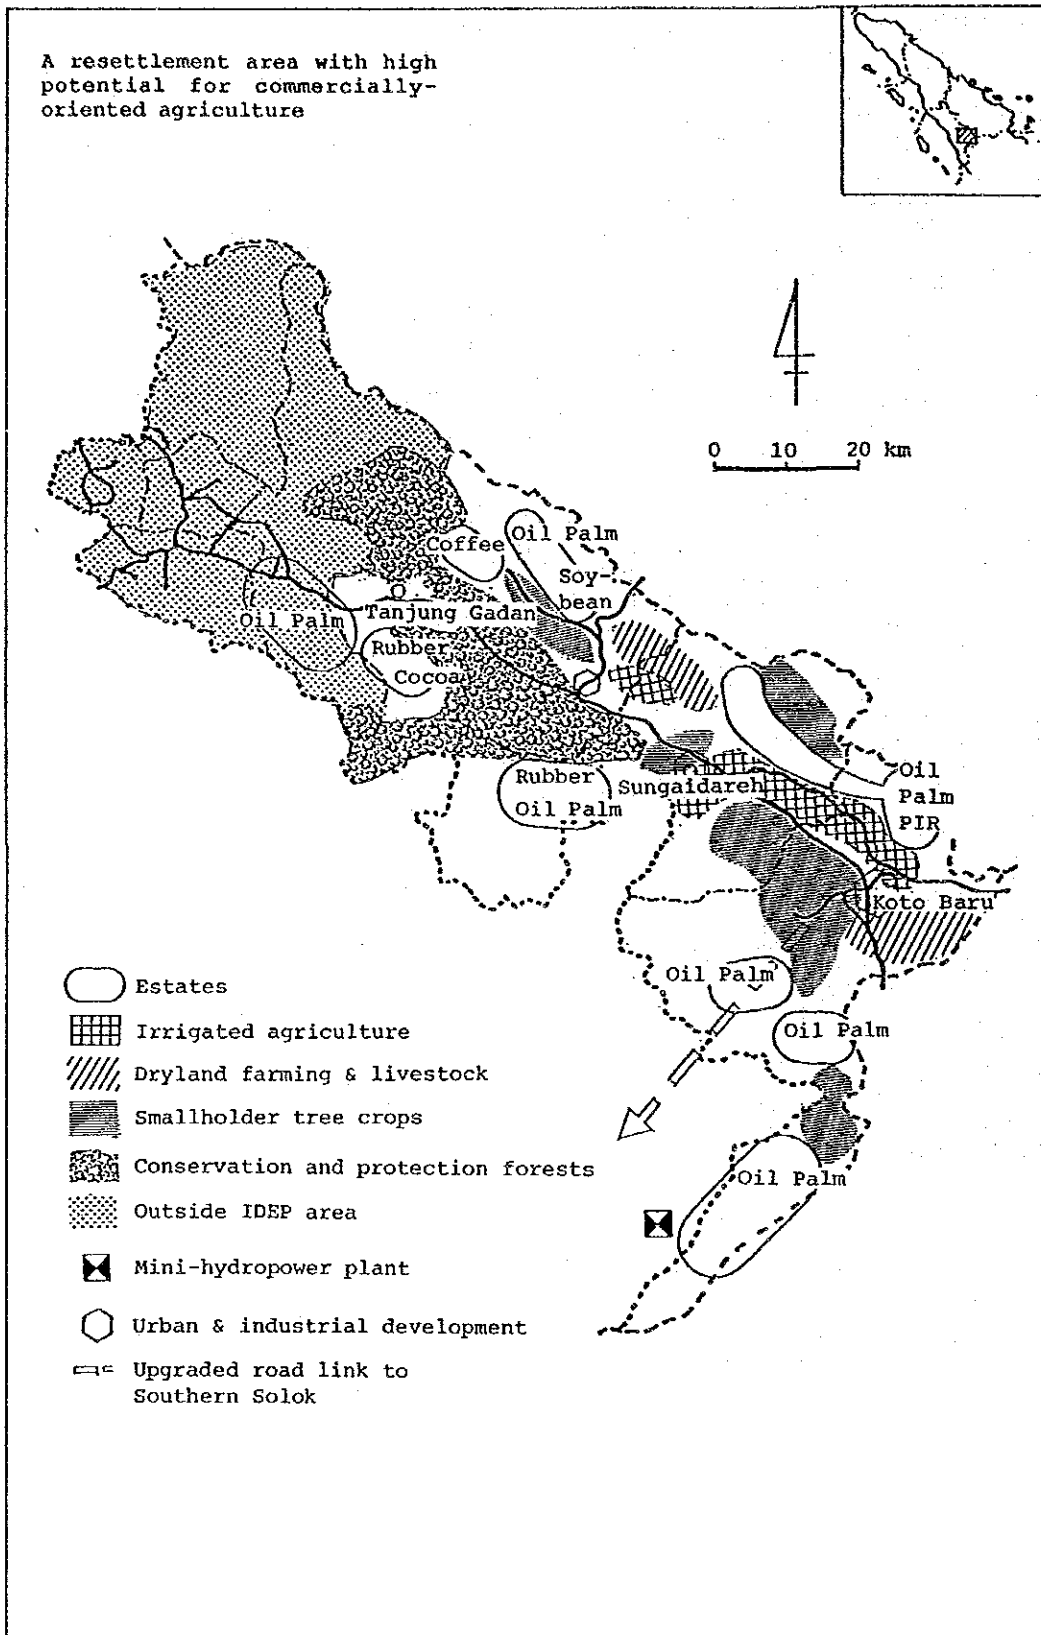 A resettlement area with high
potential for commercially-
oriented agriculture
0 10 20 km
Coffee
Oil Palm
Soy-
bean
Tanjung Gadan
Oil Palm
Rubber
Cocoa
Rubber
Oil Palm
Sungaidareh
Oil
Palm
PIR
Koto Baru
Oil Palm
Oil Palm
Oil Palm
Estates
Irrigated agriculture
Dryland farming & livestock
Smallholder tree crops
Conservation and protection forests
Outside IDEP area
Mini-hydropower plant
Urban & industrial development
Upgraded road link to
Southern Solok